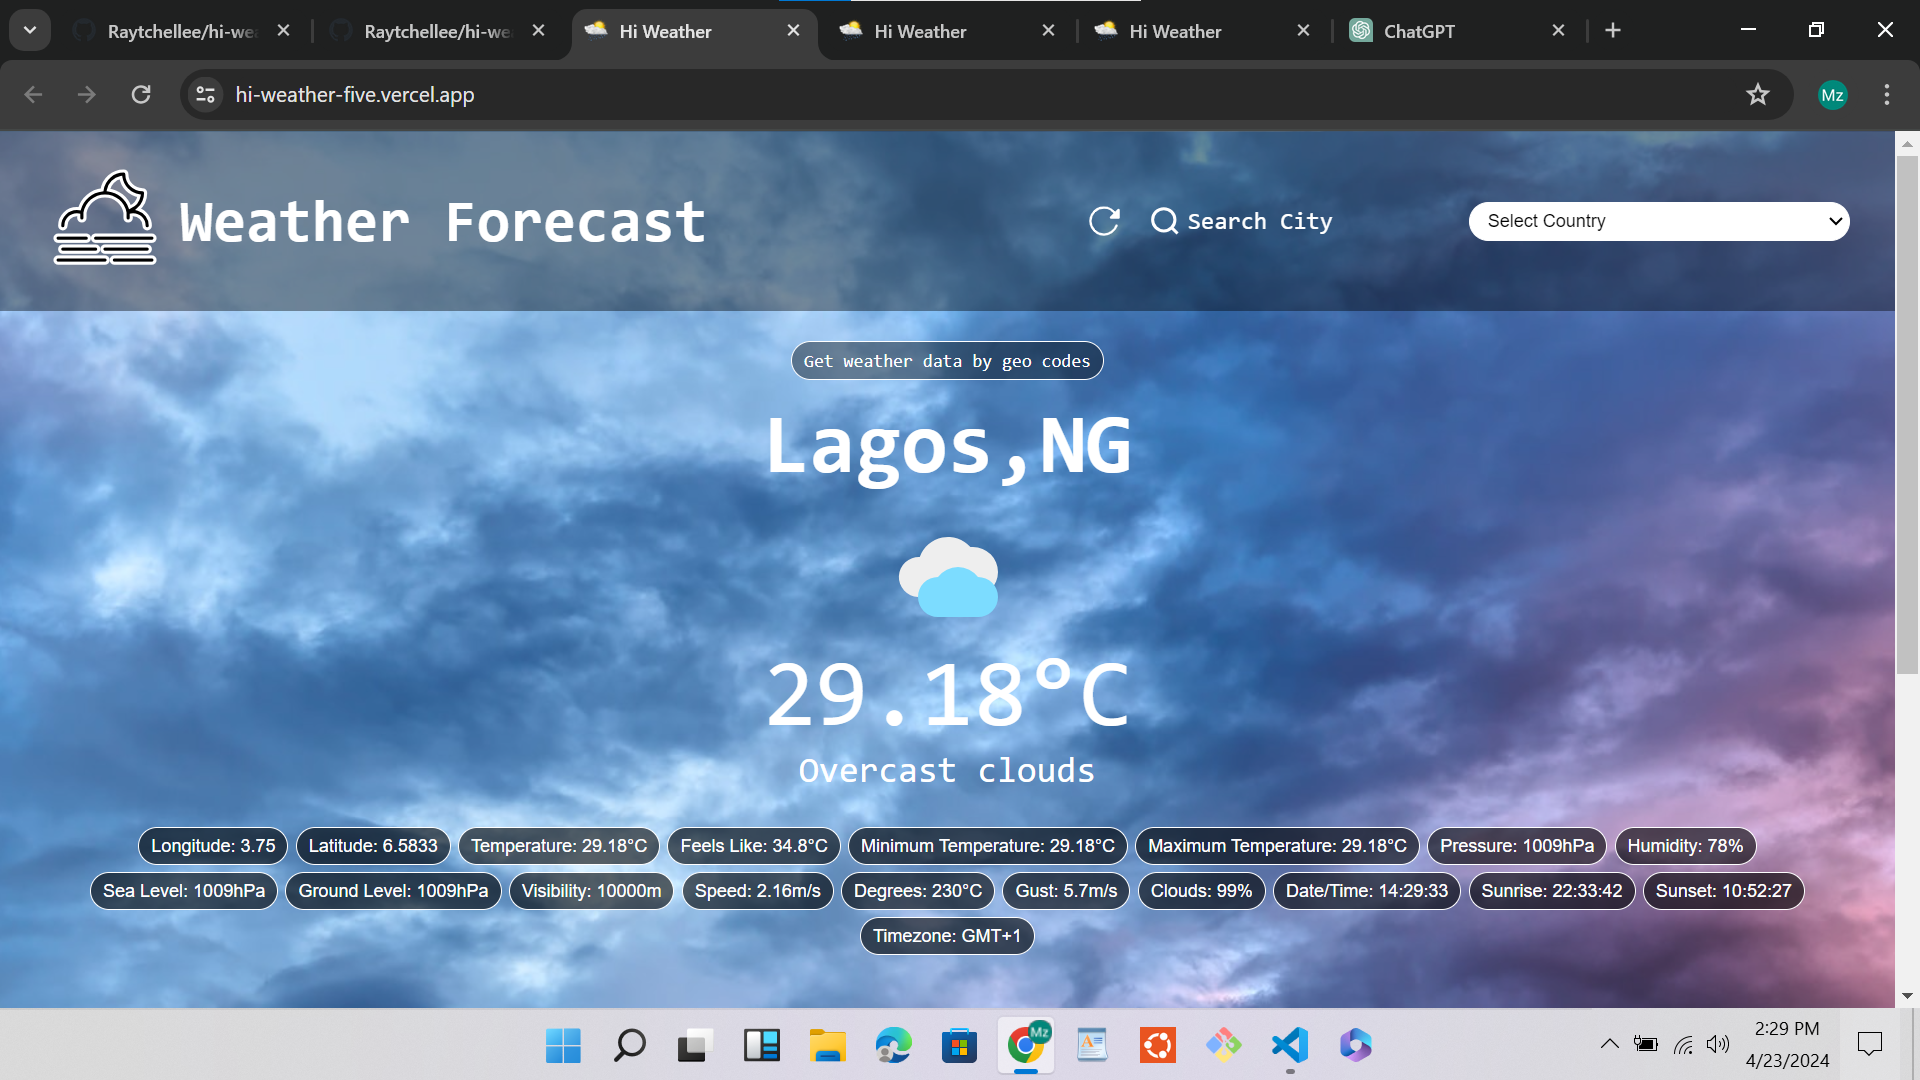 Raytchellee/hi-we
Raytchellee/hi-we
Hi Weather
Hi Weather
Hi Weather
ChatGPT
hi-weather-five.vercel.app
Mz
Weather Forecast
Search City
Select Country
Get weather data by geo codes
Lagos,NG
29.18°C
Overcast clouds
Longitude: 3.75
Latitude: 6.5833
Temperature: 29.18°C
Feels Like: 34.8°C
Minimum Temperature: 29.18°C
Maximum Temperature: 29.18°C
Pressure: 1009hPa
Humidity: 78%
Sea Level: 1009hPa
Ground Level: 1009hPa
Visibility: 10000m
Speed: 2.16m/s
Degrees: 230°C
Gust: 5.7m/s
Clouds: 99%
Date/Time: 14:29:33
Sunrise: 22:33:42
Sunset: 10:52:27
Timezone: GMT+1
Mz
2:29 PM
4/23/2024